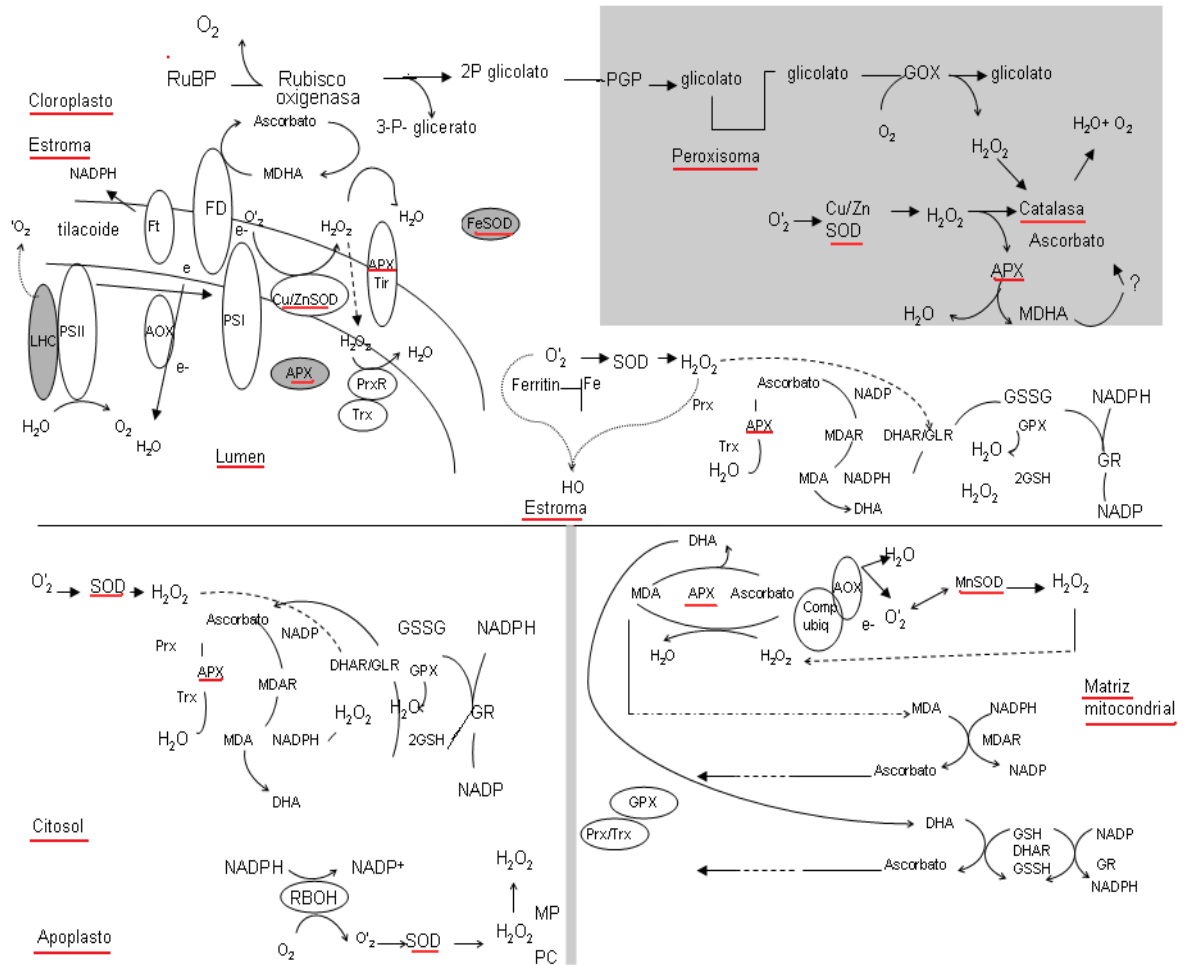 O₂
RuBP
Rubisco
oxigenasa
2P glicolato
3-P- glicerato
Cloroplasto
Estroma
Ascorbato
MDHA
NADPH
FD
O'₂
e-
H₂O₂
H₂O
FeSOD
'O₂
tilacoide
Ft
e
APX
Tir
Cu/ZnSOD
LHC
PSII
AOX
PSI
e-
H₂O₂
H₂O
APX
PrxR
Trx
H₂O
O₂
H₂O
Lumen
PGP
glicolato
glicolato
GOX
glicolato
O₂
H₂O+ O₂
Peroxisoma
H₂O₂
O'₂
Cu/Zn
SOD
H₂O₂
Catalasa
Ascorbato
APX
?
H₂O
MDHA
O'₂
SOD
H₂O₂
Ferritin
Fe
Prx
HO
Estroma
Ascorbato
NADP
GSSG
NADPH
APX
Trx
MDAR
DHAR/GLR
GPX
H₂O
H₂O
GR
MDA
NADPH
H₂O₂
2GSH
DHA
NADP
O'₂
SOD
H₂O₂
Ascorbato
NADP
GSSG
NADPH
Prx
APX
DHAR/GLR
GPX
MDAR
Trx
H₂O₂
H₂O
GR
H₂O
MDA
NADPH
2GSH
DHA
NADP
Citosol
NADPH
NADP+
RBOH
O₂
O'₂
SOD
H₂O₂
H₂O₂
MP
PC
Apoplasto
DHA
H₂O
MDA
APX
Ascorbato
AOX
Comp
ubiq
e-
O'₂
MnSOD
H₂O₂
H₂O
H₂O₂
Matriz
mitocondrial
MDA
NADPH
MDAR
Ascorbato
NADP
GPX
Prx/Trx
DHA
GSH
DHAR
GSSH
NADP
GR
NADPH
Ascorbato